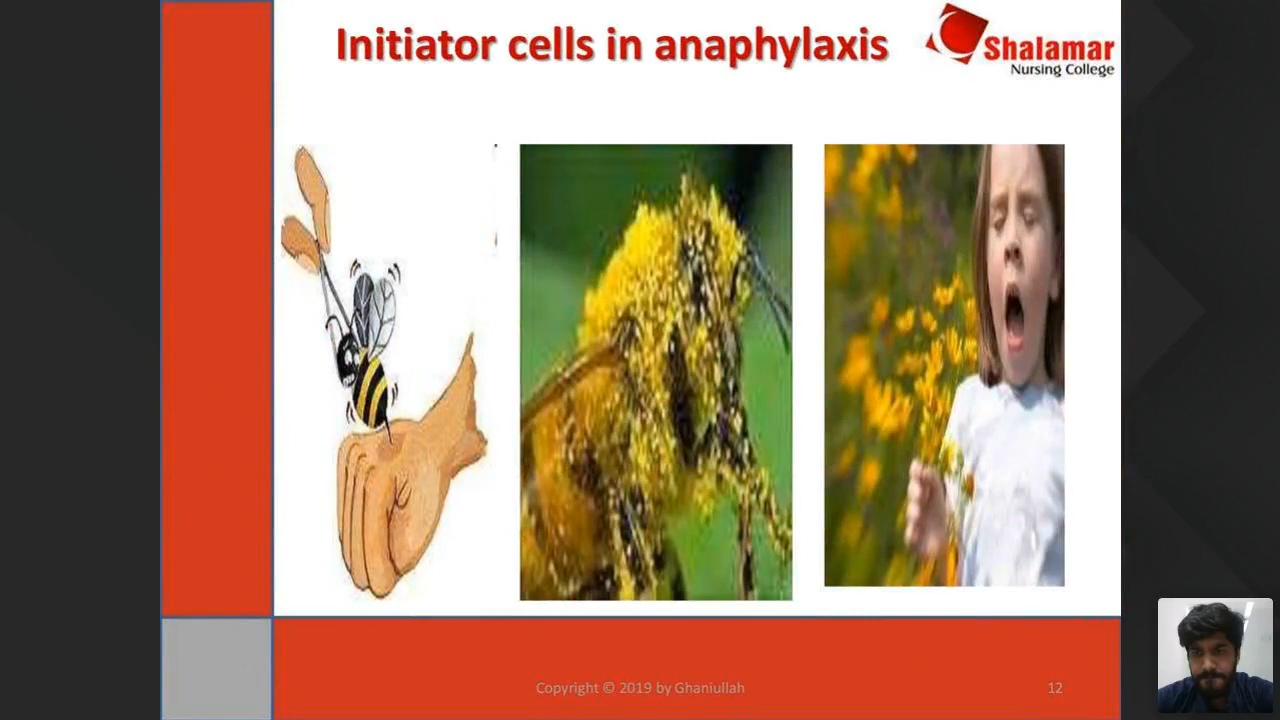 Initiator cells in anaphylaxis
Shalamar
Nursing College
Copyright © 2019 by Ghaniullah
12